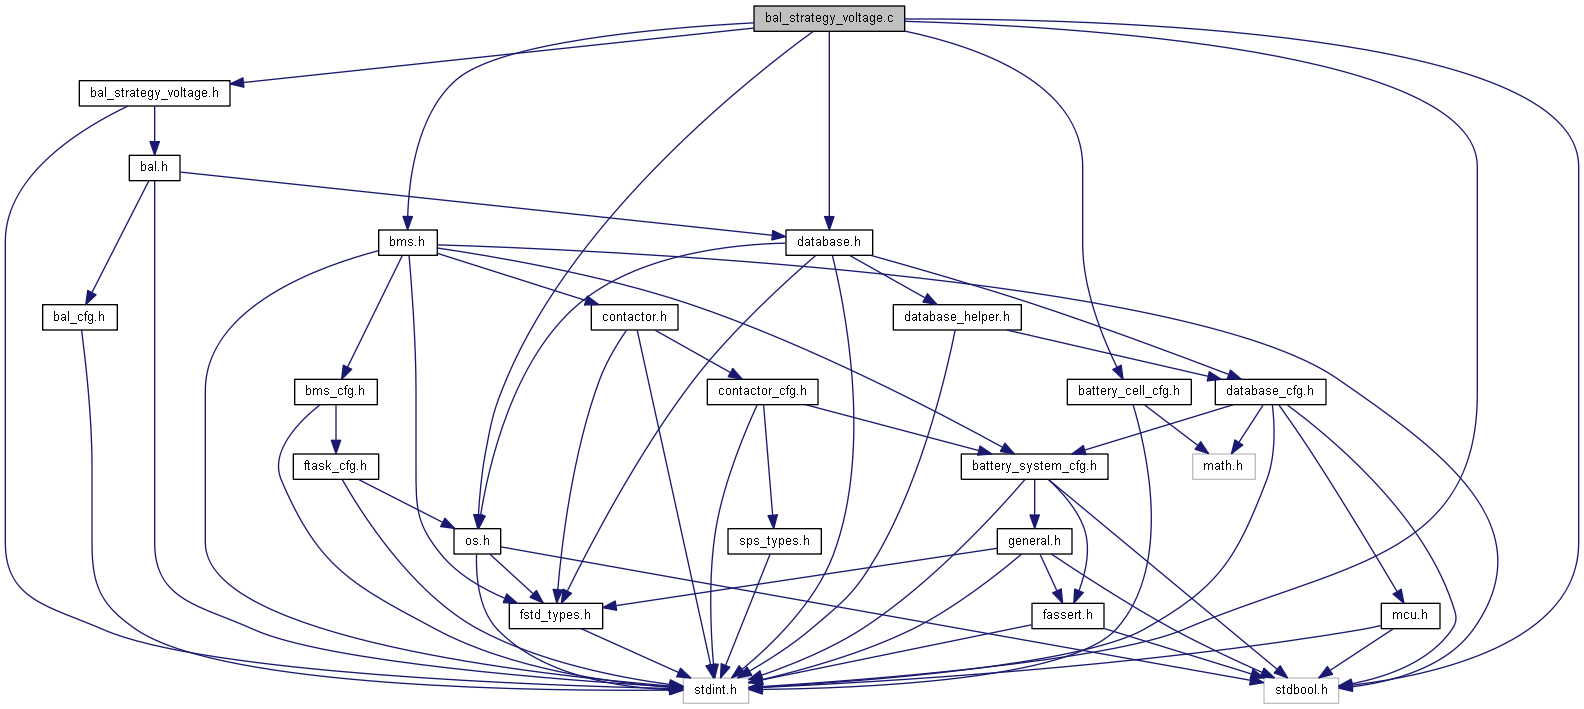 bal_strategy_voltage.c
bal_strategy_voltage.h
bal.h
bms.h
database.h
bal_cfg.h
contactor.h
database_helper.h
bms_cfg.h
contactor_cfg.h
battery_cell_cfg.h
database_cfg.h
ftask_cfg.h
battery_system_cfg.h
math.h
os.h
sps_types.h
general.h
fstd_types.h
fassert.h
mcu.h
stdint.h
stdbool.h